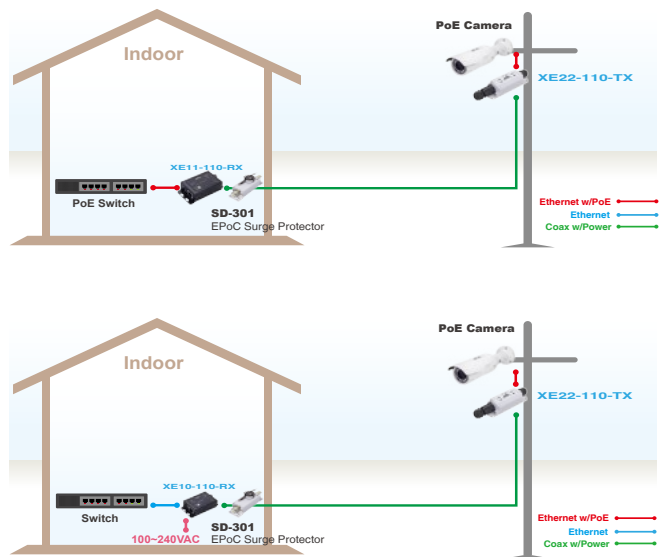 PoE Camera
Indoor
XE22-110-TX
XE11-110-RX
PoE Switch
SD-301
EPoC Surge Protector
Ethernet w/PoE
Ethernet
Coax w/Power
PoE Camera
Indoor
XE22-110-TX
XE10-110-RX
Switch
100~240VAC
SD-301
EPoC Surge Protector
Ethernet w/PoE
Ethernet
Coax w/Power